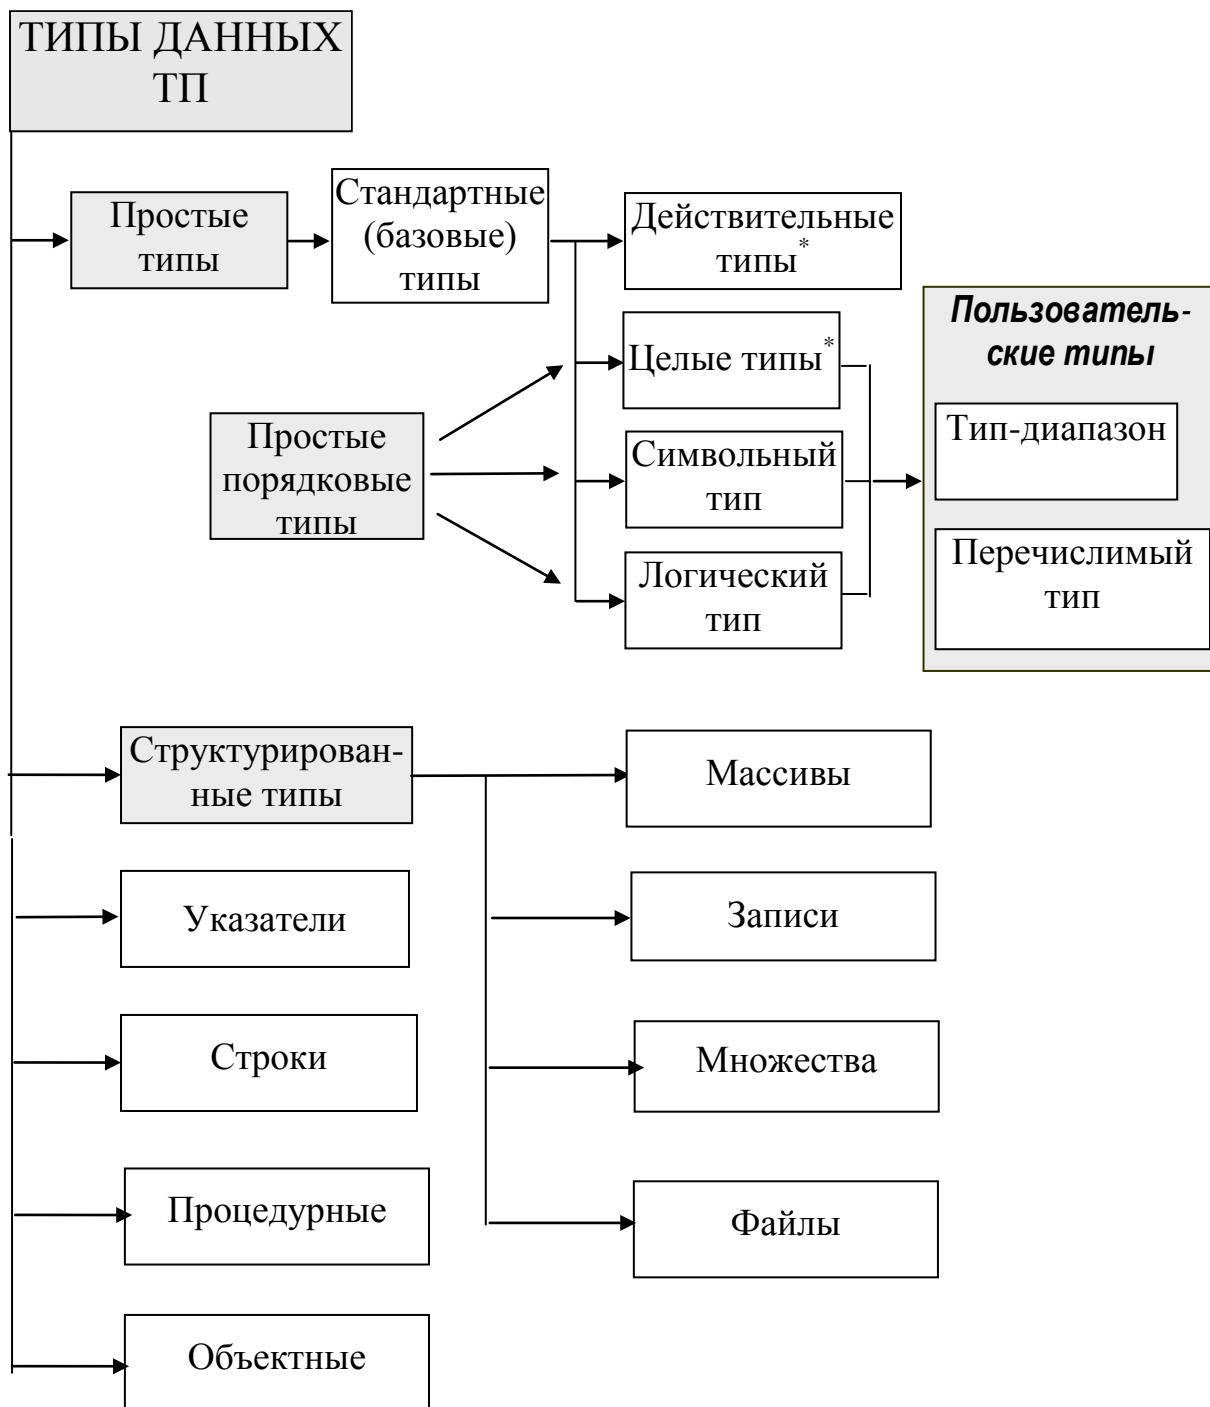 ТИПЫ ДАННЫХ
ТП
Простые
типы
Стандартные
(базовые)
типы
Действительные
типы*
Целые типы*
Простые
порядковые
типы
Символьный
тип
Логический
тип
Пользователь-
ские типы
Тип-диапазон
Перечислимый
тип
Структурирован-
ные типы
Массивы
Указатели
Записи
Строки
Множества
Процедурные
Файлы
Объектные